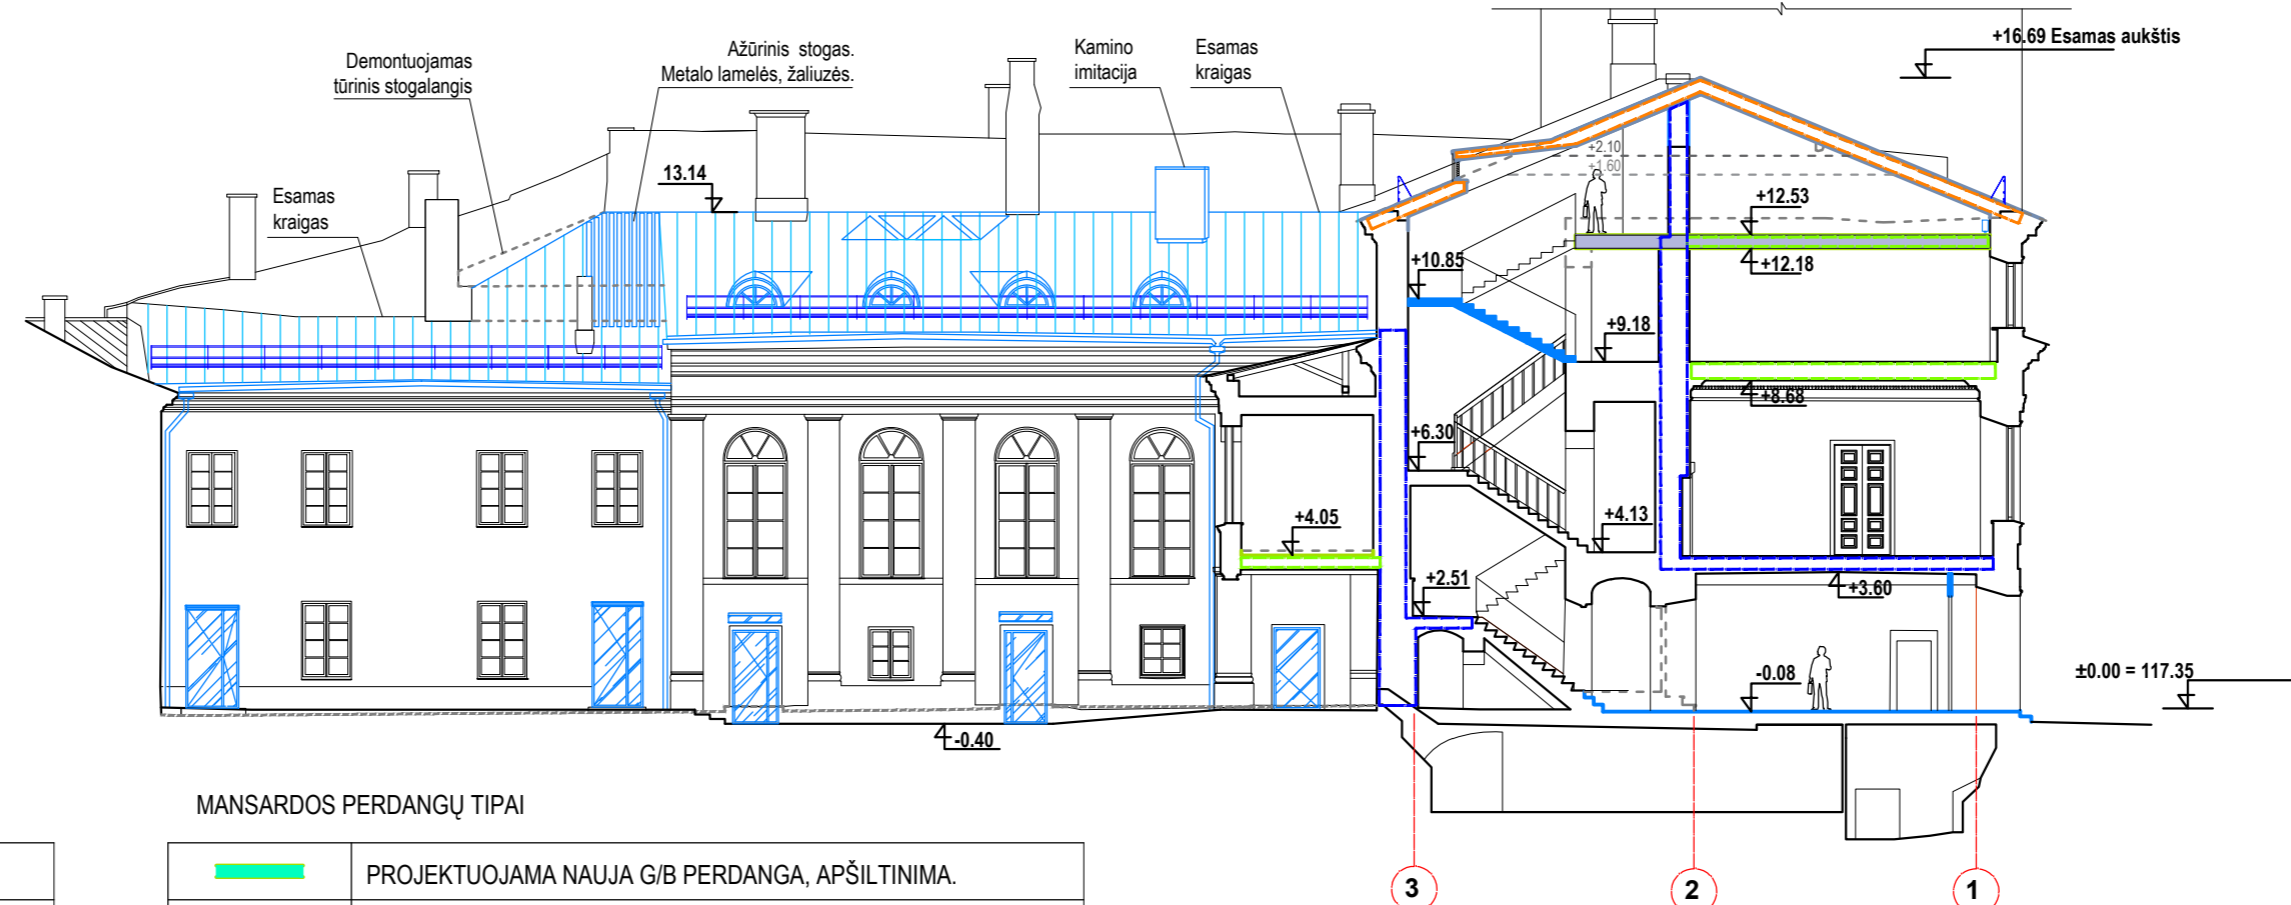 +16.69 Esamas aukštis
Demontuojamas
tūrinis stogalangis
Ažūrinis stogas.
Metalo lamelės, žaliuzės.
Kamino
imitacija
Esamas
kraigas
Esamas
kraigas
13.14
+2.10
+1.60
+12.53
+12.18
+10.85
+9.18
+8.68
+6.30
+4.05
+4.13
+3.60
+2.51
-0.08
±0.00 = 117.35
-0.40
MANSARDOS PERDANGŲ TIPAI
PROJEKTUOJAMA NAUJA G/B PERDANGA, APŠILTINIMA.
3
2
1